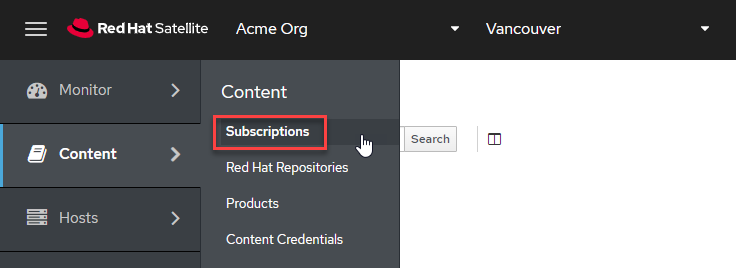 Red Hat Satellite Acme Org Vancouver
Monitor
Content
Hosts
Content
Subscriptions
Red Hat Repositories
Products
Content Credentials
Search